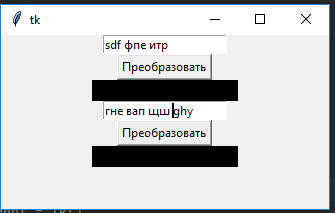 tk
sdf фпе итр
Преобразовать
гне вап щш ghy
Преобразовать